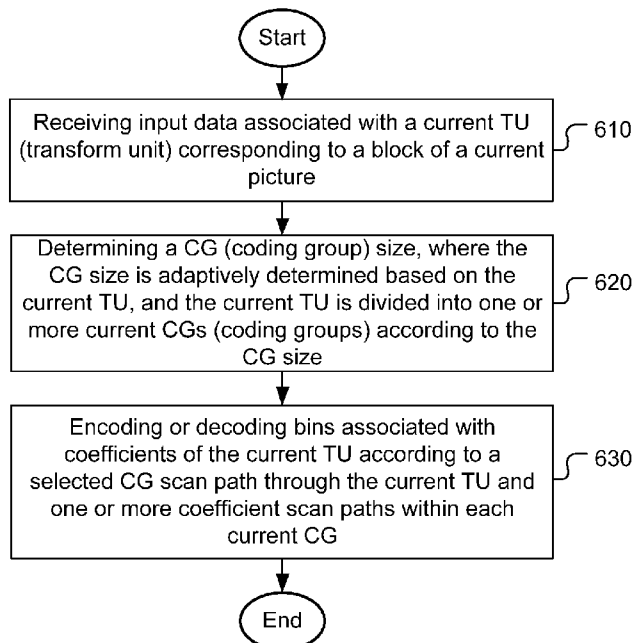 Start
Receiving input data associated with a current TU
(transform unit) corresponding to a block of a current
picture
610
Determining a CG (coding group) size, where the
CG size is adaptively determined based on the
current TU, and the current TU is divided into one or
more current CGs (coding groups) according to the
CG size
620
Encoding or decoding bins associated with
coefficients of the current TU according to a
selected CG scan path through the current TU and
one or more coefficient scan paths within each
current CG
630
End